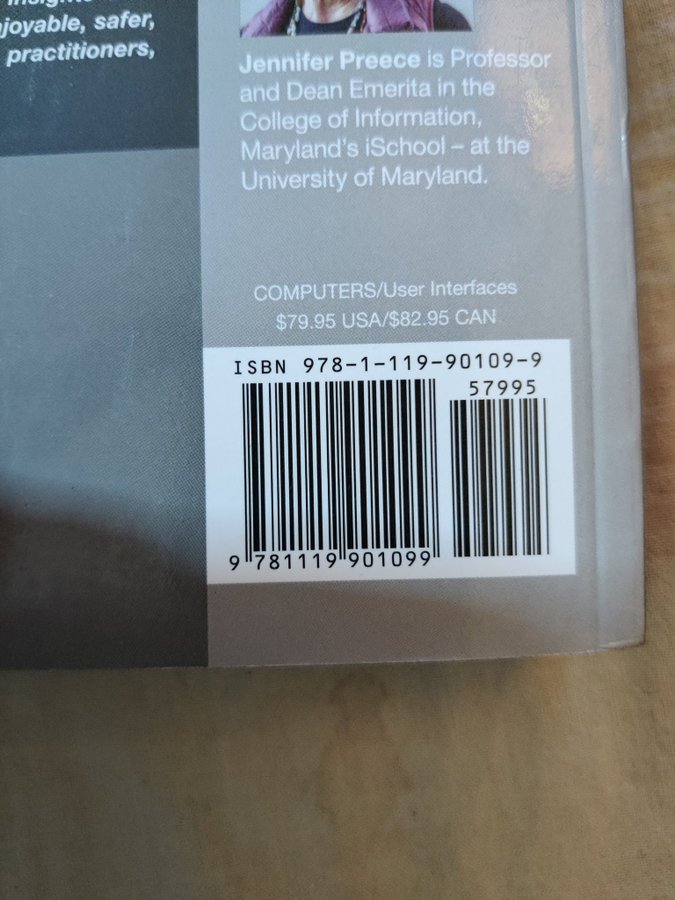 insights
joyable, safer,
practitioners,
Jennifer Preece is Professor
and Dean Emerita in the
College of Information,
Maryland's iSchool – at the
University of Maryland.
COMPUTERS/User Interfaces
$79.95 USA/$82.95 CAN
ISBN 978-1-119-90109-9
57995
9 781119 901099